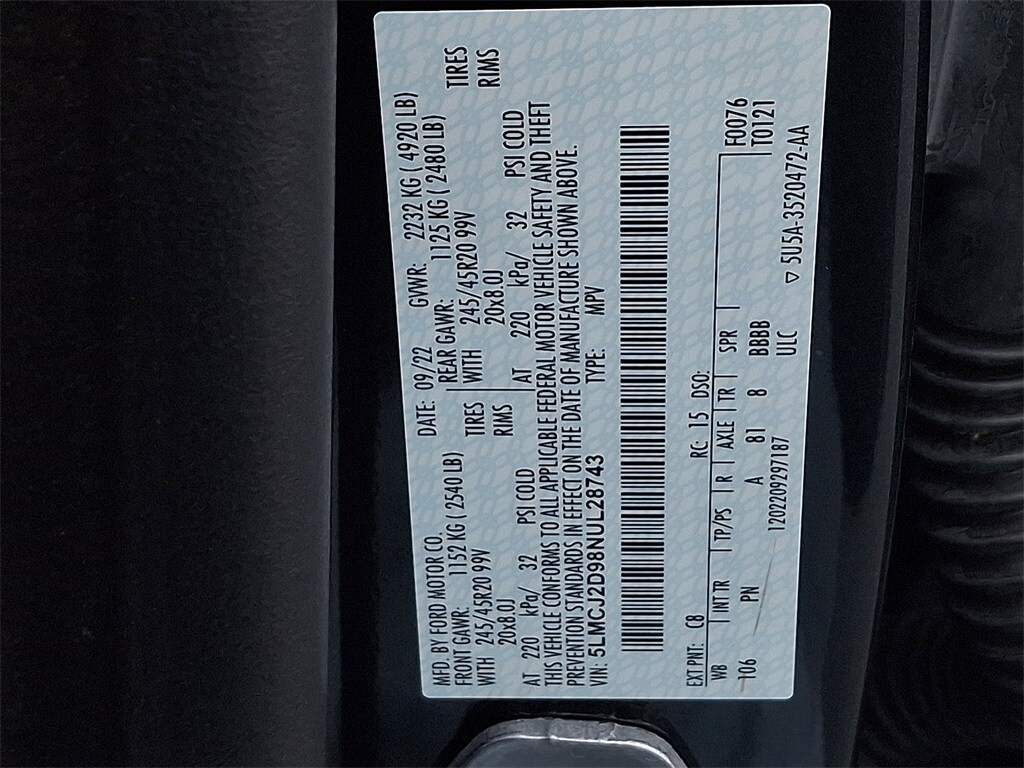 MFD. BY FORD MOTOR CO. DATE: 09/22 GVWR: 2232 KG ( 4920 LB)
FRONT GAWR: 1152 KG ( 2540 LB) REAR GAWR: 1125 KG ( 2480 LB)
WITH 245/45R20 99V TIRES WITH 245/45R20 99V TIRES
20x8.0J RIMS 20x8.0J RIMS
AT 220 kPa/ 32 PSI COLD AT 220 kPa/ 32 PSI COLD
THIS VEHICLE CONFORMS TO ALL APPLICABLE FEDERAL MOTOR VEHICLE SAFETY AND THEFT
PREVENTION STANDARDS IN EFFECT ON THE DATE OF MANUFACTURE SHOWN ABOVE.
VIN: 5LMCJ2D98NUL28743 TYPE: MPV
EXT PNT: C8 RC: 15 DSO:
WB INT TR TP/PS R AXLE TR SPR F0076
106 PN A 81 8 BBBB T0121
ULC
120220929718​7 ▽ 5U5A-3520472-AA